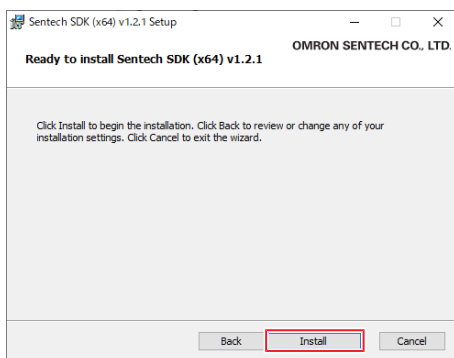 Sentech SDK (x64) v1.2.1 Setup
OMRON SENTECH CO., LTD.
Ready to install Sentech SDK (x64) v1.2.1
Click Install to begin the installation. Click Back to review or change any of your
installation settings. Click Cancel to exit the wizard.
Back
Install
Cancel